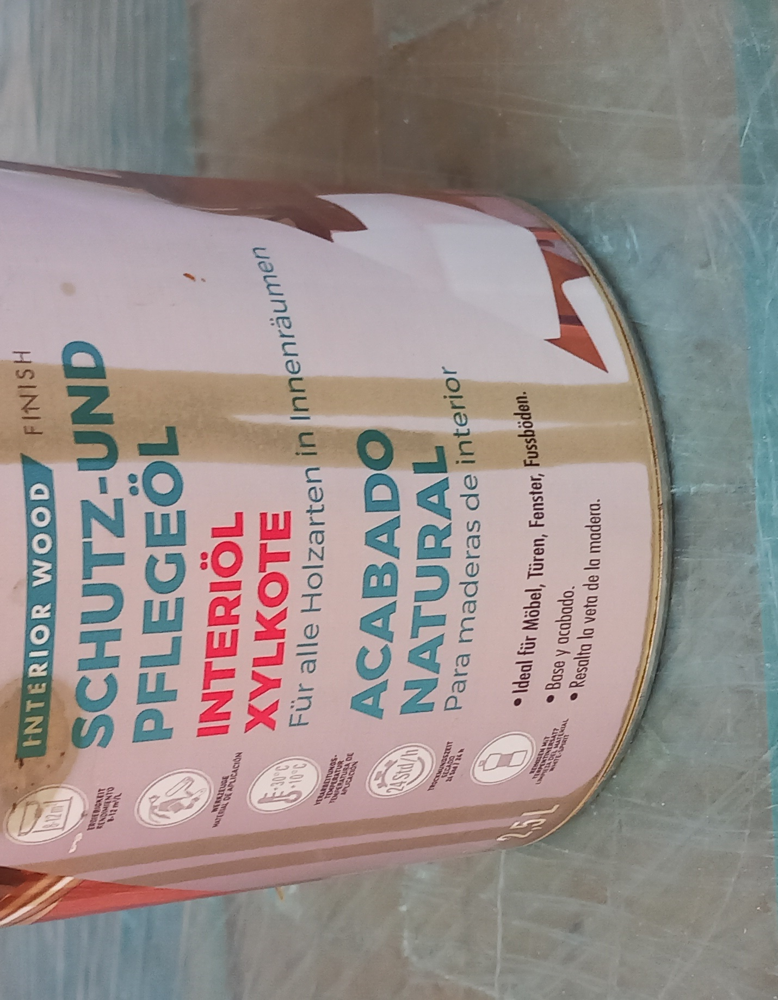 INTERIOR WOOD FINISH
SCHUTZ-UND
PFLEGEÖL
INTERIÖL
XYLKOTE
Für alle Holzarten in Innenräumen
ACABADO
NATURAL
Para maderas de interior
• Ideal für Möbel, Türen, Fenster, Fussböden.
• Base y acabado.
• Resalta la veta de la madera.
8-12 m²/l
ERGIEBIGKEIT
RENDIMIENTO
8-12 m²/L
WERKZEUGE
MATERIAL DE APLICACIÓN
+30°C
+10°C
VERARBEITUNGS-
TEMPERATUR
TEMPERATURA DE
APLICACIÓN
24Std/h
TROCKNUNGSZEIT
SECADO
24 Std / 24 h
REINIGEN MIT
TERPENTINERSATZ
LIMPIEZA DEL MATERIAL
WHITE-SPIRIT
2,5 L